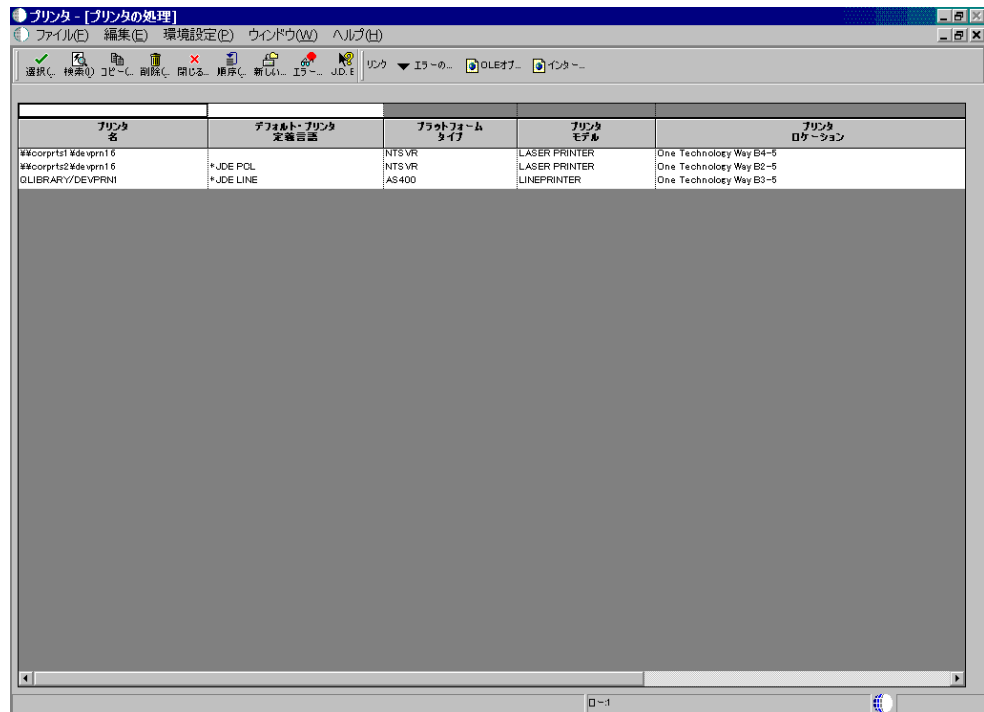 プリンタ - [プリンタの処理]
ファイル(F) 編集(E) 環境設定(P) ウィンドウ(W) ヘルプ(H)
選択(... 検索(I) コピー(... 削除(... 閉じる... 順序(... 新しい... エラー... J.D.E リンク エラーの... OLEオブ... インター...
プリンタ名 デフォルト・プリンタ定義言語 プラットフォームタイプ プリンタモデル プリンタロケーション
¥¥corprts1¥devprn16 NTSVR LASER PRINTER One Technology Way B4-5
¥¥corprts2¥devprn16 *JDE PCL NTSVR LASER PRINTER One Technology Way B2-5
QLIBRARY/DEVPRN1 *JDE LINE AS400 LINEPRINTER One Technology Way B3-5
ロー:1